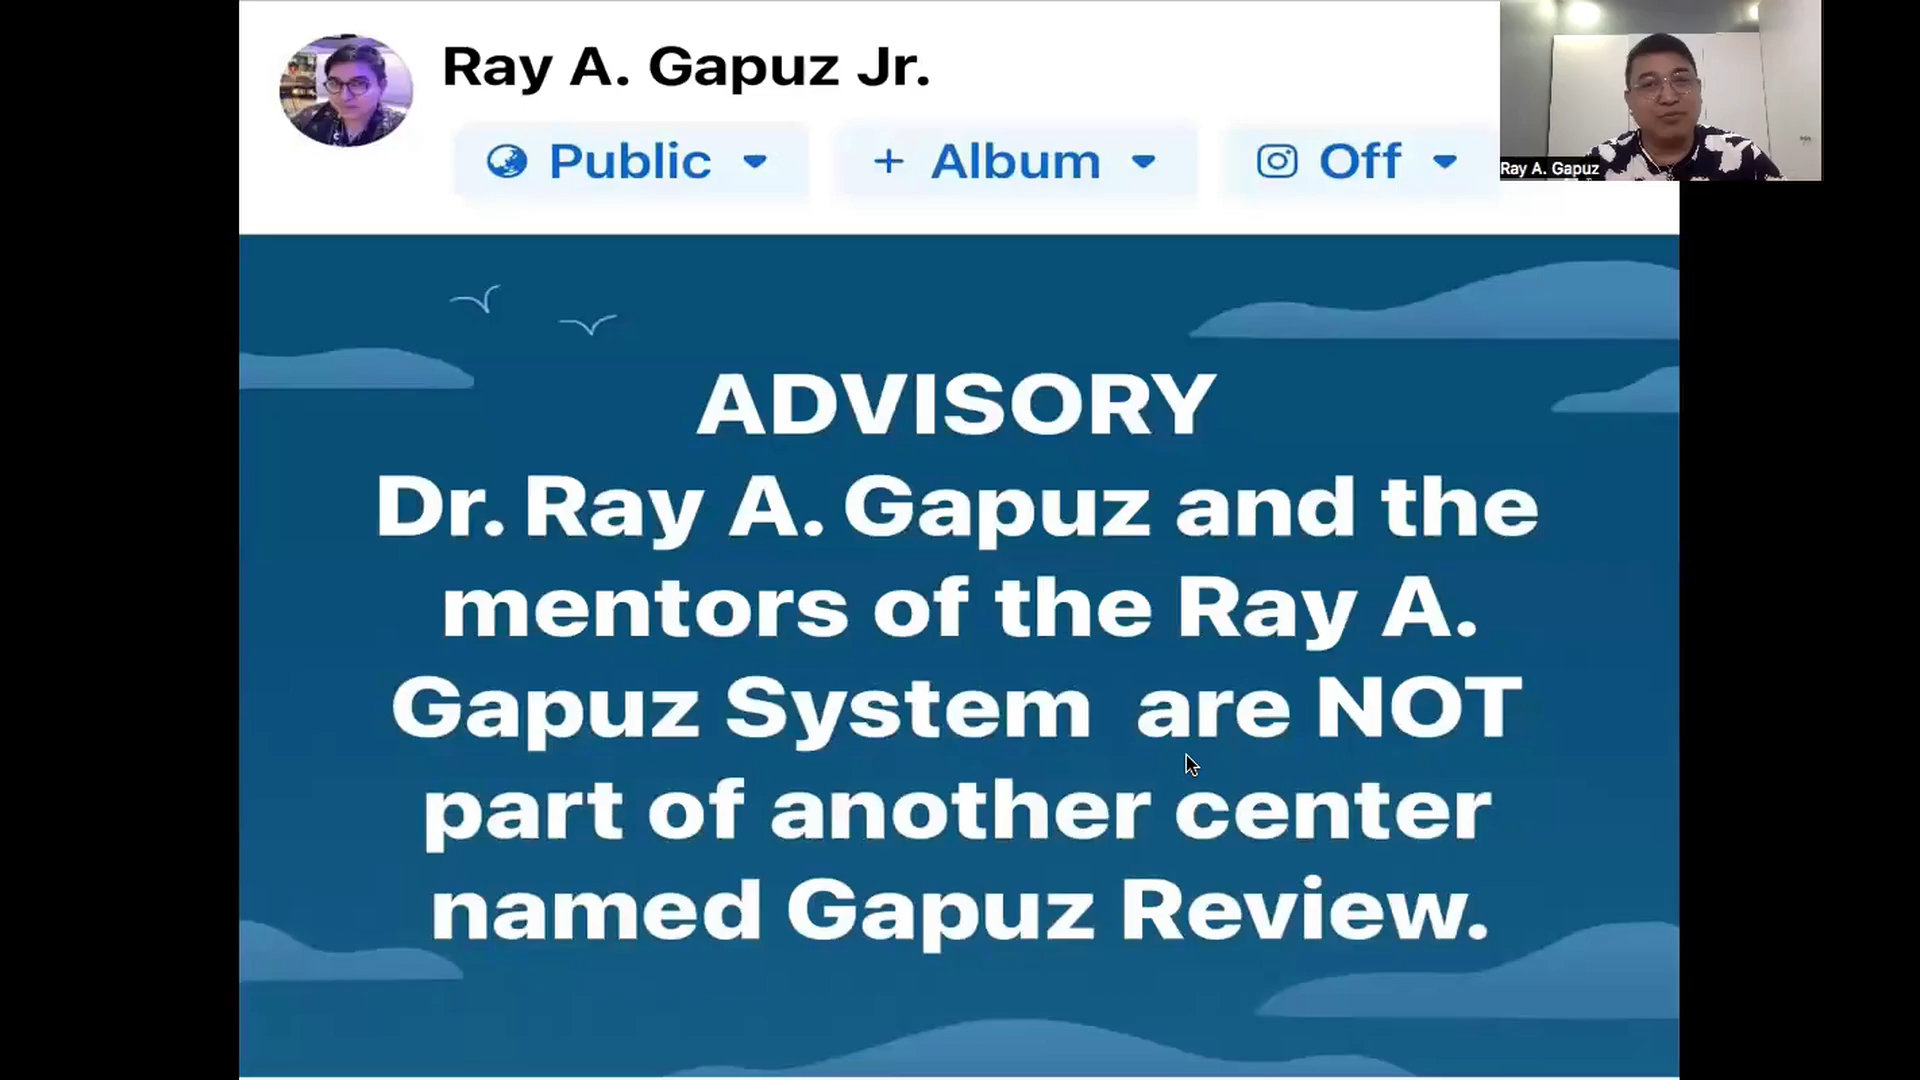 Ray A. Gapuz Jr.
Public
+ Album
Off
Ray A. Gapuz
ADVISORY
Dr. Ray A. Gapuz and the
mentors of the Ray A.
Gapuz System are NOT
part of another center
named Gapuz Review.